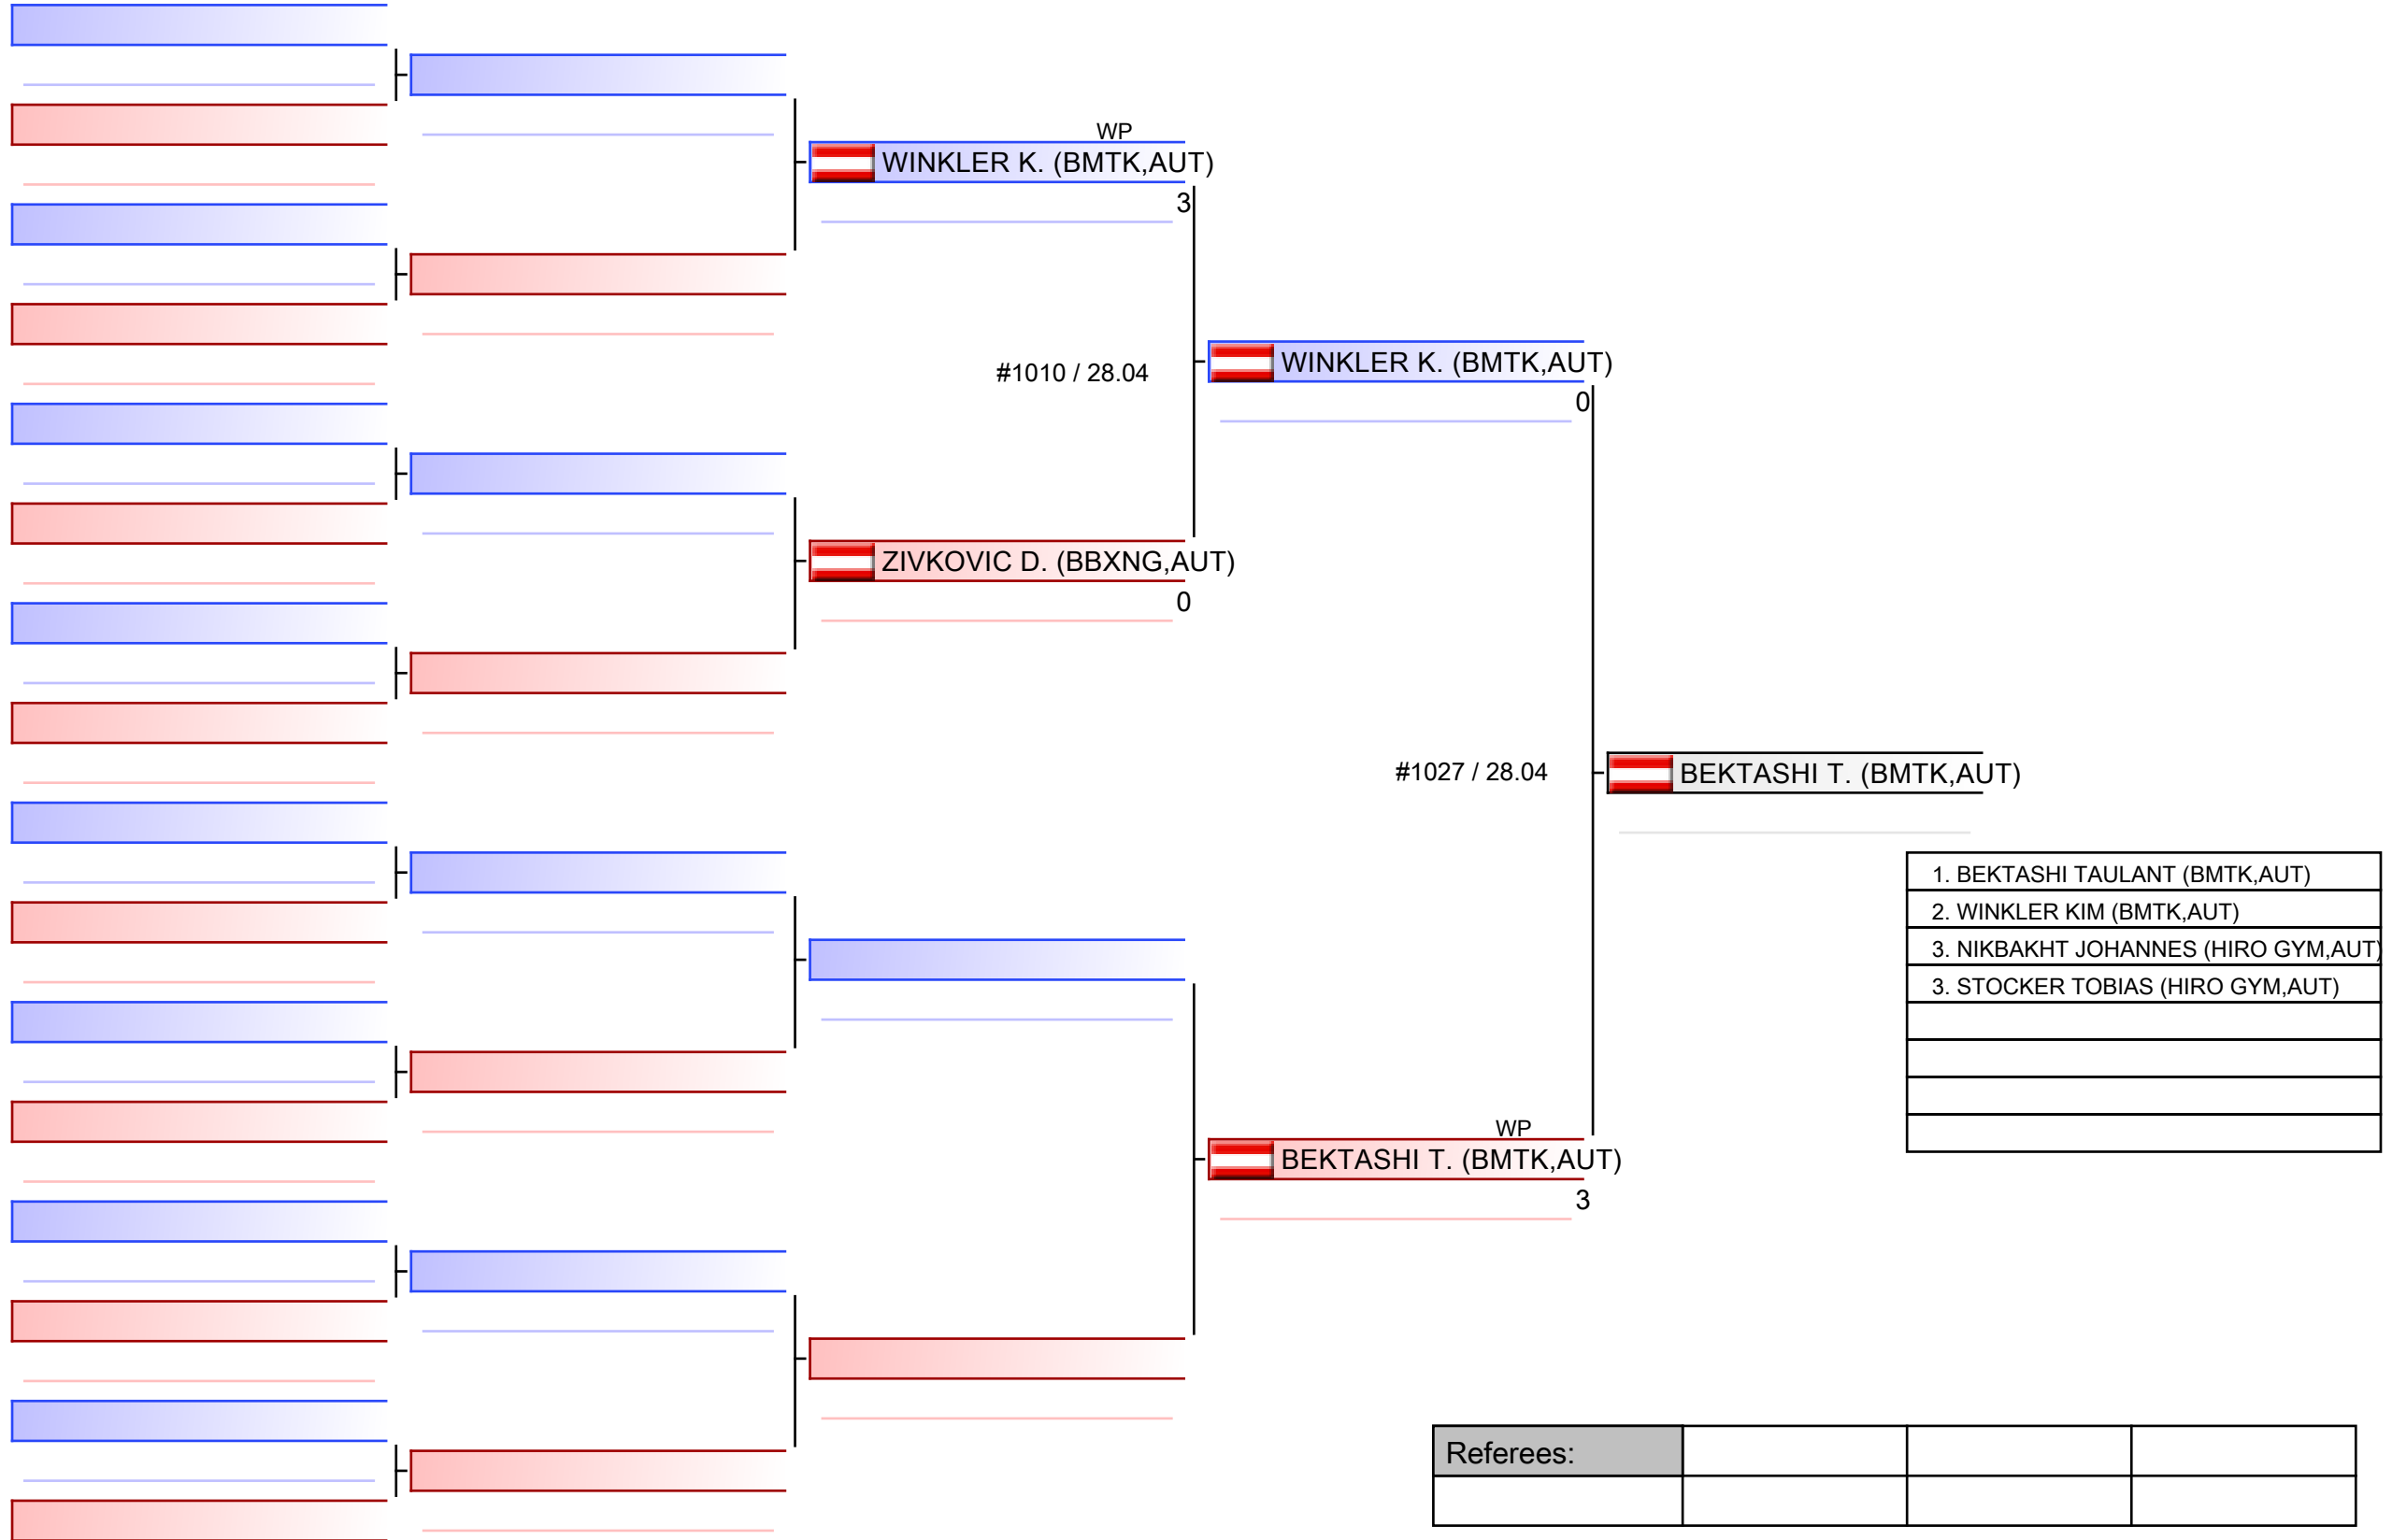 WP
WINKLER K. (BMTK,AUT)
3
#1010 / 28.04
WINKLER K. (BMTK,AUT)
0
ZIVKOVIC D. (BBXNG,AUT)
0
#1027 / 28.04
BEKTASHI T. (BMTK,AUT)
1. BEKTASHI TAULANT (BMTK,AUT)
2. WINKLER KIM (BMTK,AUT)
3. NIKBAKHT JOHANNES (HIRO GYM,AUT)
3. STOCKER TOBIAS (HIRO GYM,AUT)
WP
BEKTASHI T. (BMTK,AUT)
3
Referees: